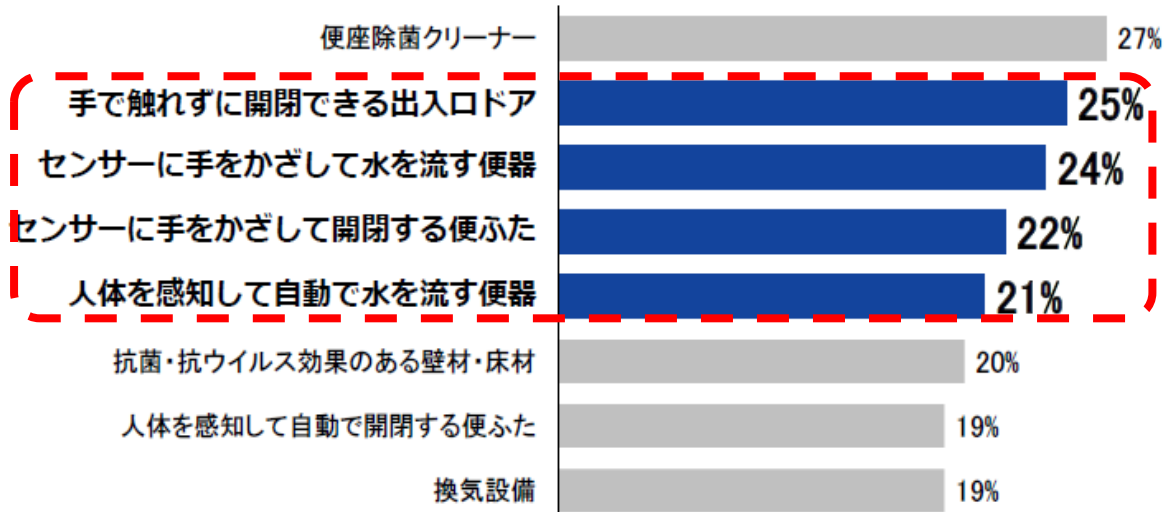 便座除菌クリーナー 27%
手で触れずに開閉できる出入口ドア 25%
センサーに手をかざして水を流す便器 24%
センサーに手をかざして開閉する便ふた 22%
人体を感知して自動で水を流す便器 21%
抗菌・抗ウイルス効果のある壁材・床材 20%
人体を感知して自動で開閉する便ふた 19%
換気設備 19%